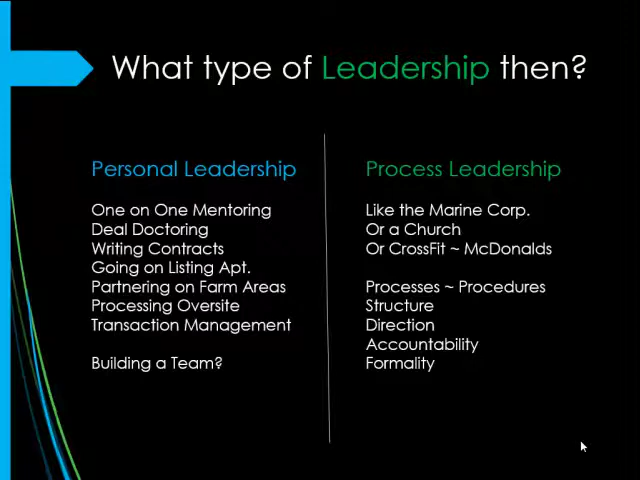 What type of Leadership then?
Personal Leadership
One on One Mentoring
Deal Doctoring
Writing Contracts
Going on Listing Apt.
Partnering on Farm Areas
Processing Oversite
Transaction Management
Building a Team?
Process Leadership
Like the Marine Corp.
Or a Church
Or CrossFit ~ McDonalds
Processes ~ Procedures
Structure
Direction
Accountability
Formality